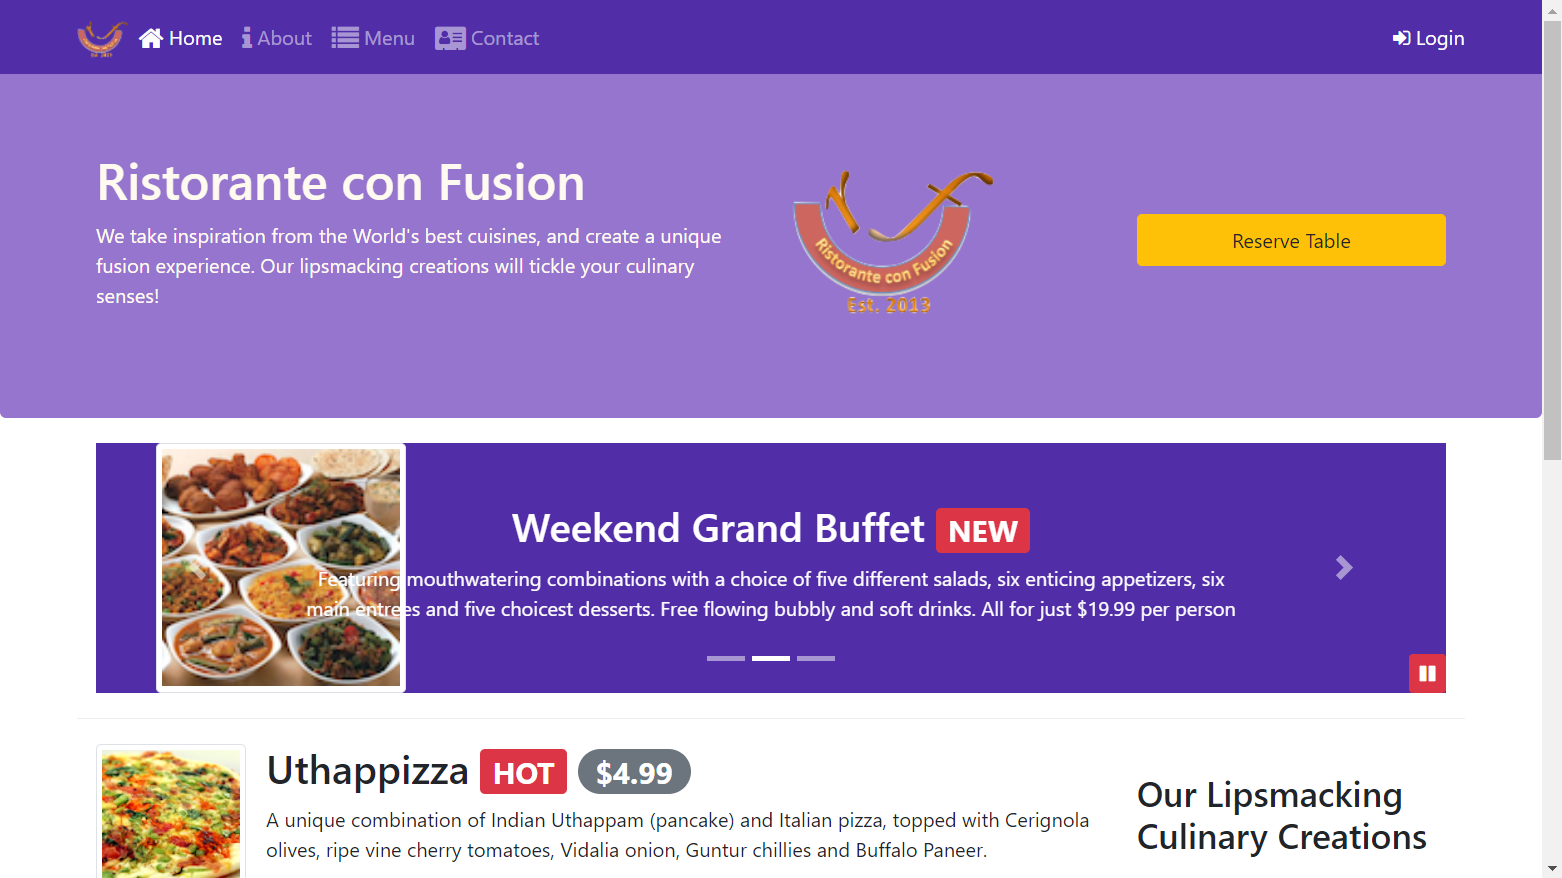 Home About Menu Contact Login
Ristorante con Fusion
We take inspiration from the World's best cuisines, and create a unique
fusion experience. Our lipsmacking creations will tickle your culinary
senses!
Ristorante con Fusion
Est. 2013
Reserve Table
Weekend Grand Buffet NEW
Featuring mouthwatering combinations with a choice of five different salads, six enticing appetizers, six
main entrees and five choicest desserts. Free flowing bubbly and soft drinks. All for just $19.99 per person
Uthappizza HOT $4.99
A unique combination of Indian Uthappam (pancake) and Italian pizza, topped with Cerignola
olives, ripe vine cherry tomatoes, Vidalia onion, Guntur chillies and Buffalo Paneer.
Our Lipsmacking
Culinary Creations